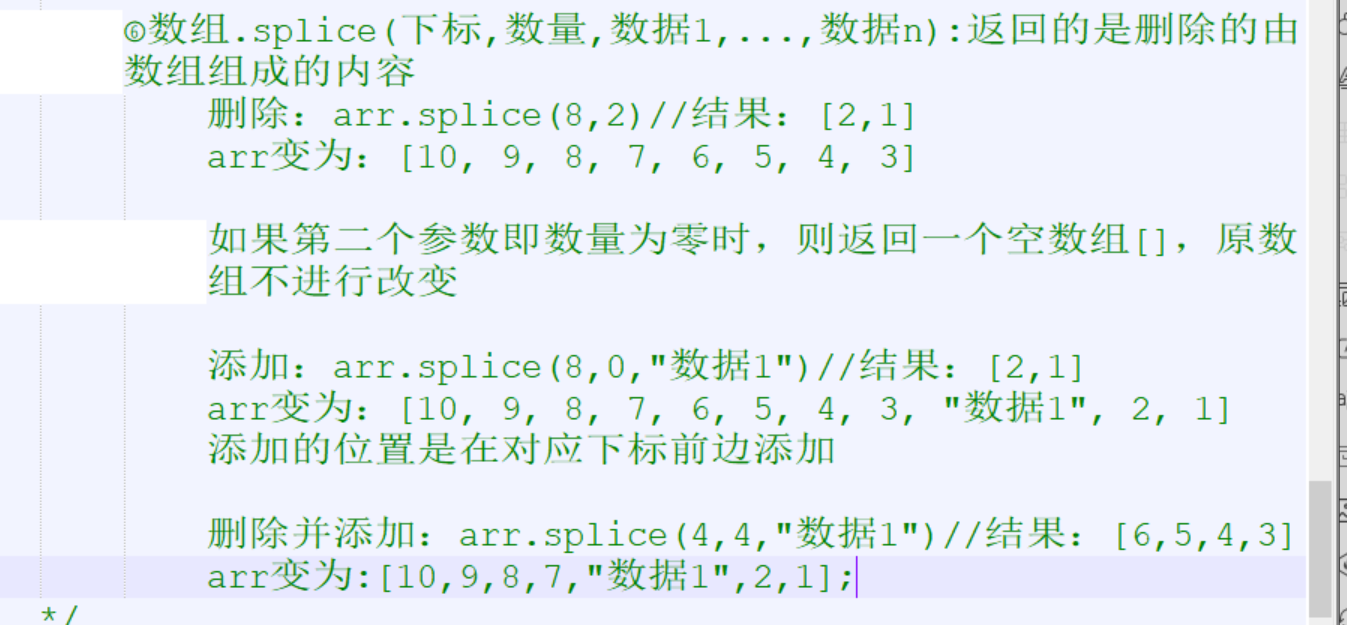 ⑥数组.splice(下标,数量,数据1,...,数据n):返回的是删除的由
数组组成的内容
删除: arr.splice(8,2)//结果: [2,1]
arr变为: [10, 9, 8, 7, 6, 5, 4, 3]
如果第二个参数即数量为零时，则返回一个空数组[]，原数
组不进行改变
添加: arr.splice(8,0,"数据1")//结果: [2,1]
arr变为: [10, 9, 8, 7, 6, 5, 4, 3, "数据1", 2, 1]
添加的位置是在对应下标前边添加
删除并添加: arr.splice(4,4,"数据1")//结果: [6,5,4,3]
arr变为:[10,9,8,7,"数据1",2,1];
*/